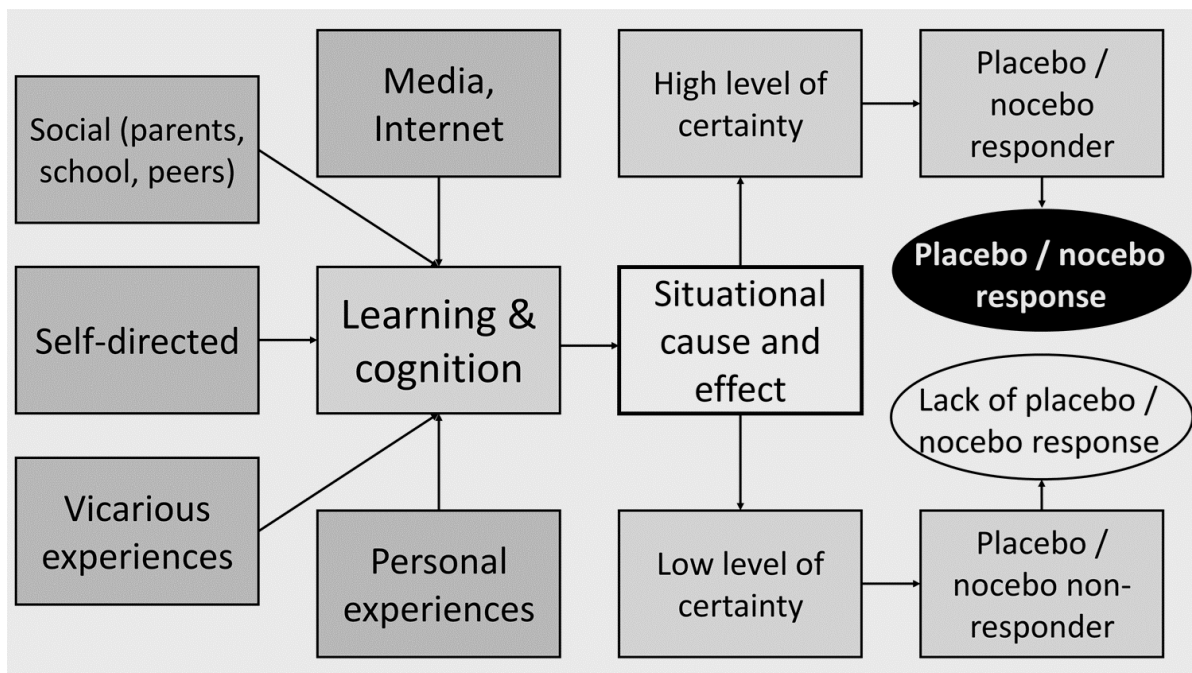 Social (parents,
school, peers)
Media,
Internet
Self-directed
Vicarious
experiences
Personal
experiences
Learning &
cognition
Situational
cause and
effect
High level of
certainty
Placebo /
nocebo
responder
Placebo / nocebo
response
Low level of
certainty
Placebo /
nocebo non-
responder
Lack of placebo /
nocebo response